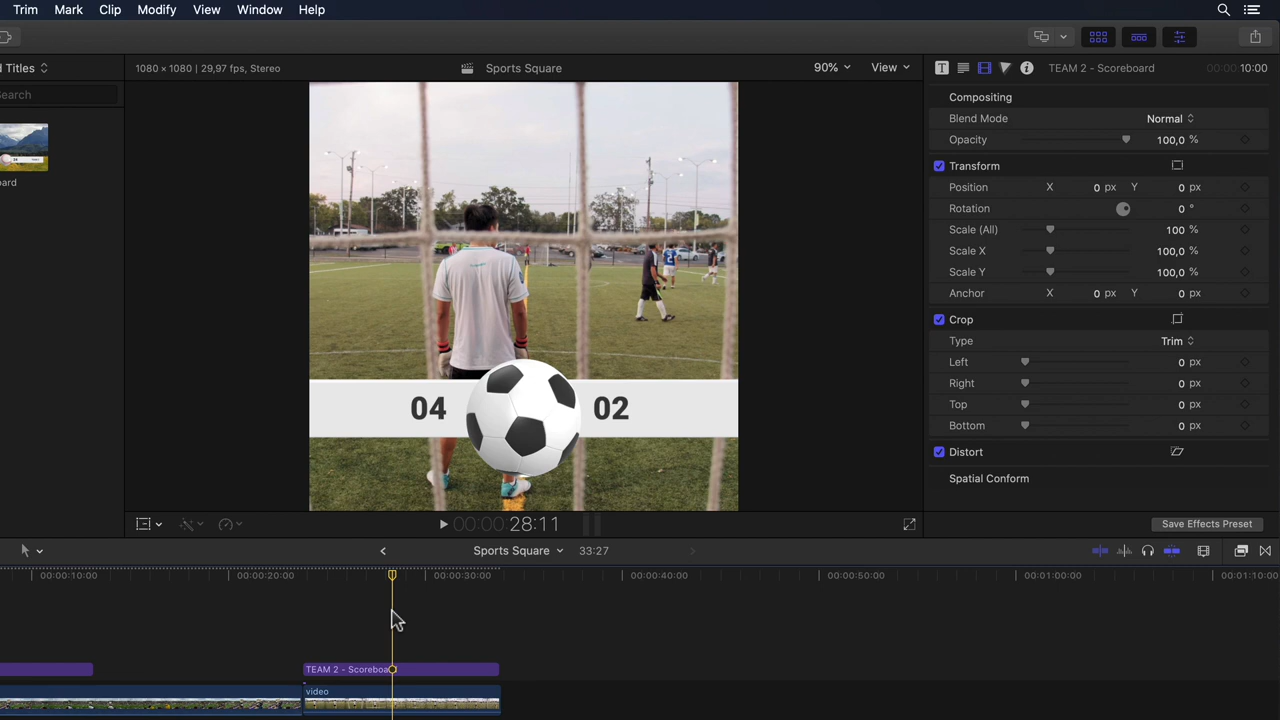 Trim Mark Clip Modify View Window Help
d Titles
1080 × 1080 | 29,97 fps, Stereo
Sports Square
90%
View
TEAM 2 - Scoreboard
00:00:10:00
earch
ard
04
02
2
Compositing
Blend Mode Normal
Opacity 100,0 %
Transform
Position X 0 px Y 0 px
Rotation 0 °
Scale (All) 100 %
Scale X 100,0 %
Scale Y 100,0 %
Anchor X 0 px Y 0 px
Crop
Type Trim
Left 0 px
Right 0 px
Top 0 px
Bottom 0 px
Distort
Spatial Conform
00:00:28:11
Save Effects Preset
Sports Square
33:27
00:00:10:00 00:00:20:00 00:00:30:00 00:00:40:00 00:00:50:00 00:01:00:00 00:01:10:00
TEAM 2 - Scoreboa
video